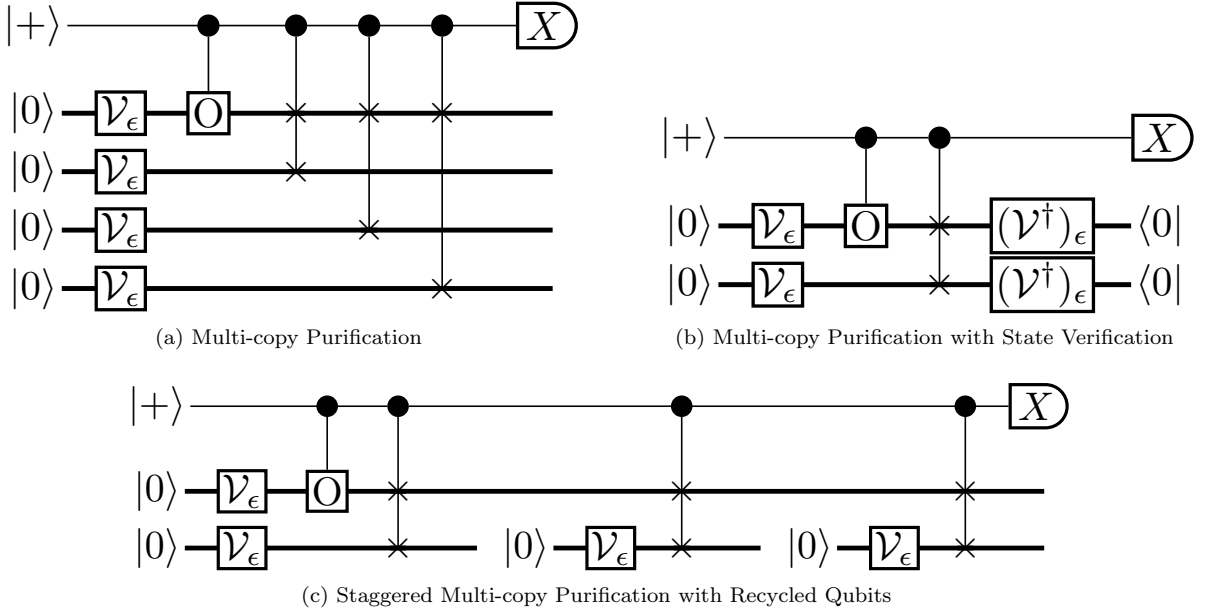 |+⟩ X
|0⟩ 𝒱ϵ O
|0⟩ 𝒱ϵ
|0⟩ 𝒱ϵ
|0⟩ 𝒱ϵ
(a) Multi-copy Purification
|+⟩ X
|0⟩ 𝒱ϵ O (𝒱†)ϵ ⟨0|
|0⟩ 𝒱ϵ (𝒱†)ϵ ⟨0|
(b) Multi-copy Purification with State Verification
|+⟩ X
|0⟩ 𝒱ϵ O
|0⟩ 𝒱ϵ |0⟩ 𝒱ϵ |0⟩ 𝒱ϵ
(c) Staggered Multi-copy Purification with Recycled Qubits